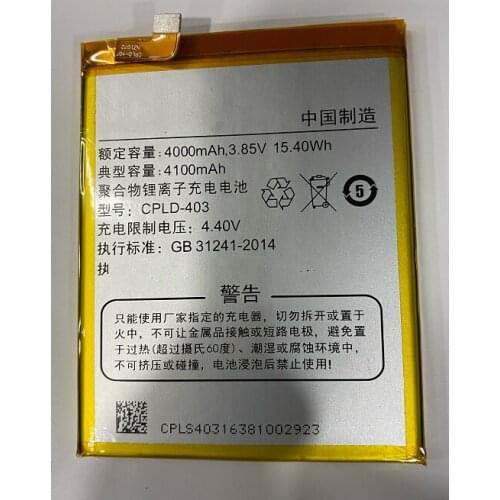 中国制造
额定容量: 4000mAh,3.85V 15.40Wh
典型容量: 4100mAh
聚合物锂离子充电电池
型号: CPLD-403
充电限制电压: 4.40V
执行标准: GB 31241-2014
执
5
警告
只能使用厂家指定的充电器, 切勿拆开或置于
火中, 不可让金属品接触或短路电极, 避免置
于过热(超过摄氏60度)、潮湿或腐蚀环境中,
不可挤压或碰撞, 电池浸泡后禁止使用!
CPLS40316381002923